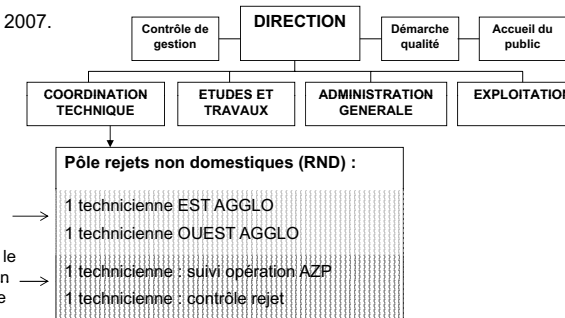 2007.
Contrôle de
gestion
DIRECTION
Démarche
qualité
Accueil du
public
COORDINATION
TECHNIQUE
ETUDES ET
TRAVAUX
ADMINISTRATION
GENERALE
EXPLOITATION
Pôle rejets non domestiques (RND) :
1 technicienne EST AGGLO
1 technicienne OUEST AGGLO
le
n
e
1 technicienne : suivi opération AZP
1 technicienne : contrôle rejet